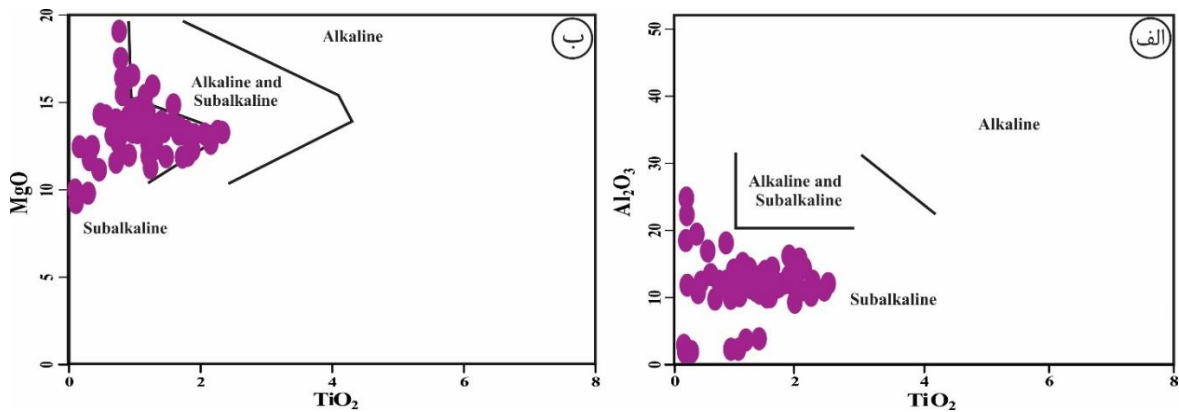 ب
20
15
10
5
0
MgO
Alkaline
Alkaline and
Subalkaline
Subalkaline
0
2
4
6
8
TiO₂
الف
50
40
30
20
10
0
Al₂O₃
Alkaline
Alkaline and
Subalkaline
Subalkaline
0
2
4
6
8
TiO₂